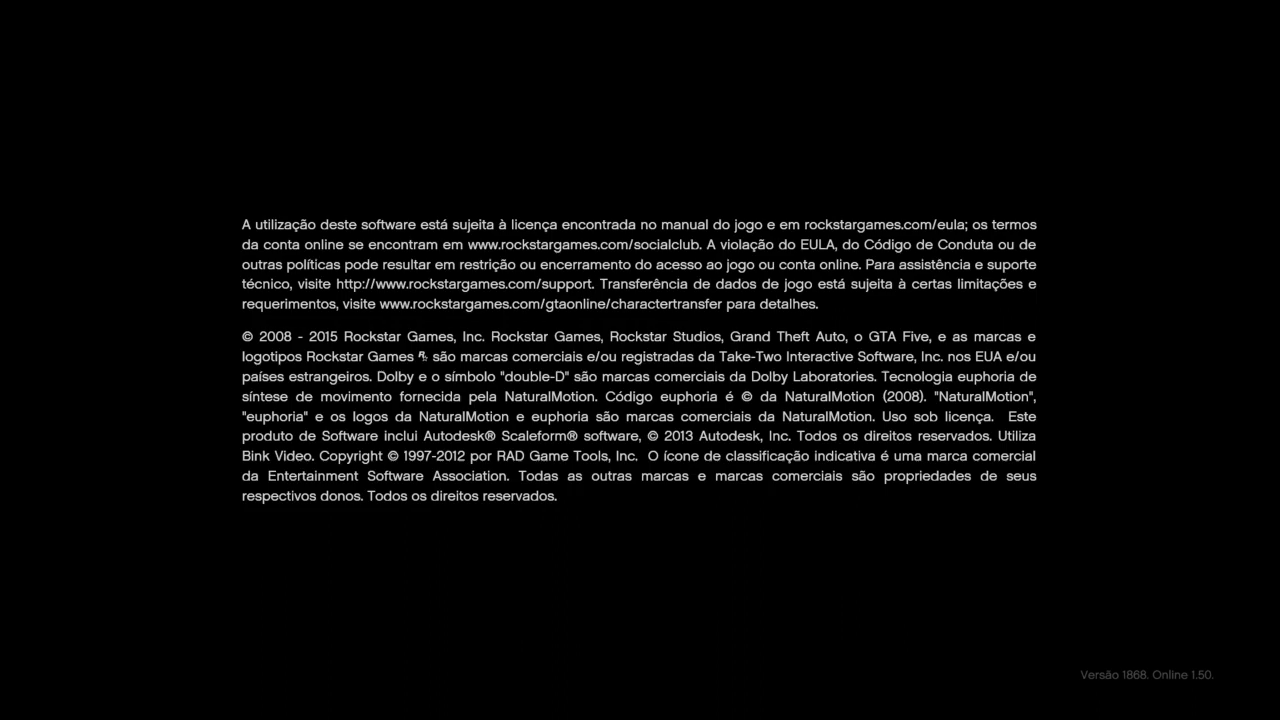 A utilização deste software está sujeita à licença encontrada no manual do jogo e em rockstargames.com/eula; os termos
da conta online se encontram em www.rockstargames.com/socialclub. A violação do EULA, do Código de Conduta ou de
outras políticas pode resultar em restrição ou encerramento do acesso ao jogo ou conta online. Para assistência e suporte
técnico, visite http://www.rockstargames.com/support. Transferência de dados de jogo está sujeita à certas limitações e
requerimentos, visite www.rockstargames.com/gtaonline/charactertransfer para detalhes.
© 2008 - 2015 Rockstar Games, Inc. Rockstar Games, Rockstar Studios, Grand Theft Auto, o GTA Five, e as marcas e
logotipos Rockstar Games R* são marcas comerciais e/ou registradas da Take-Two Interactive Software, Inc. nos EUA e/ou
países estrangeiros. Dolby e o símbolo "double-D" são marcas comerciais da Dolby Laboratories. Tecnologia euphoria de
síntese de movimento fornecida pela NaturalMotion. Código euphoria é © da NaturalMotion (2008). "NaturalMotion",
"euphoria" e os logos da NaturalMotion e euphoria são marcas comerciais da NaturalMotion. Uso sob licença. Este
produto de Software inclui Autodesk® Scaleform® software, © 2013 Autodesk, Inc. Todos os direitos reservados. Utiliza
Bink Video. Copyright © 1997-2012 por RAD Game Tools, Inc. O ícone de classificação indicativa é uma marca comercial
da Entertainment Software Association. Todas as outras marcas e marcas comerciais são propriedades de seus
respectivos donos. Todos os direitos reservados.
Versão 1868. Online 1.50.